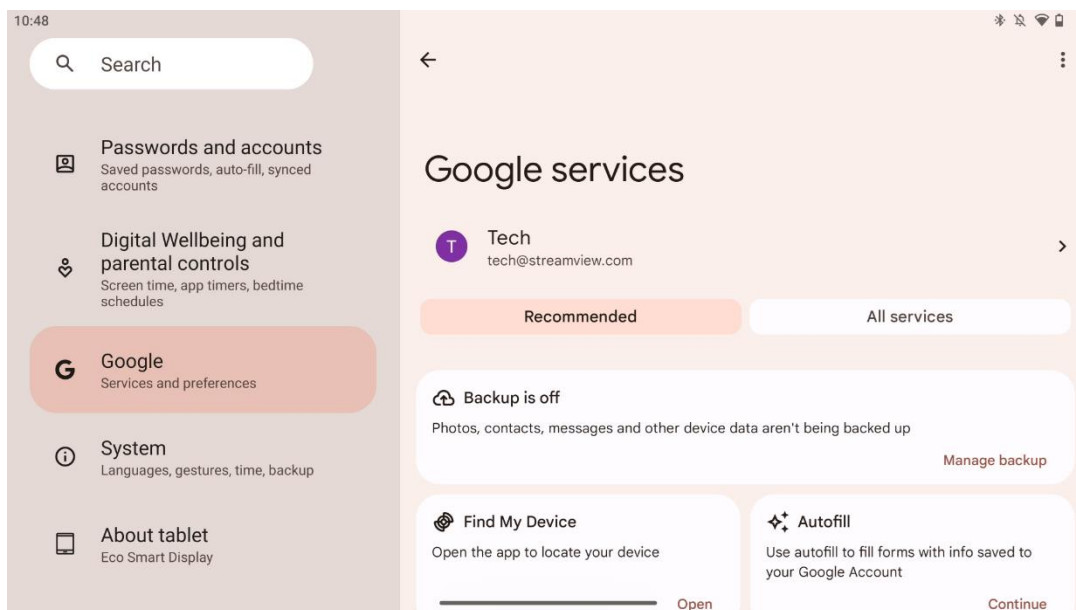 10:48
Search
Passwords and accounts
Saved passwords, auto-fill, synced
accounts
Digital Wellbeing and
parental controls
Screen time, app timers, bedtime
schedules
Google
Services and preferences
System
Languages, gestures, time, backup
About tablet
Eco Smart Display
Google services
T
Tech
tech@streamview.com
Recommended
All services
Backup is off
Photos, contacts, messages and other device data aren't being backed up
Manage backup
Find My Device
Open the app to locate your device
Open
Autofill
Use autofill to fill forms with info saved to
your Google Account
Continue